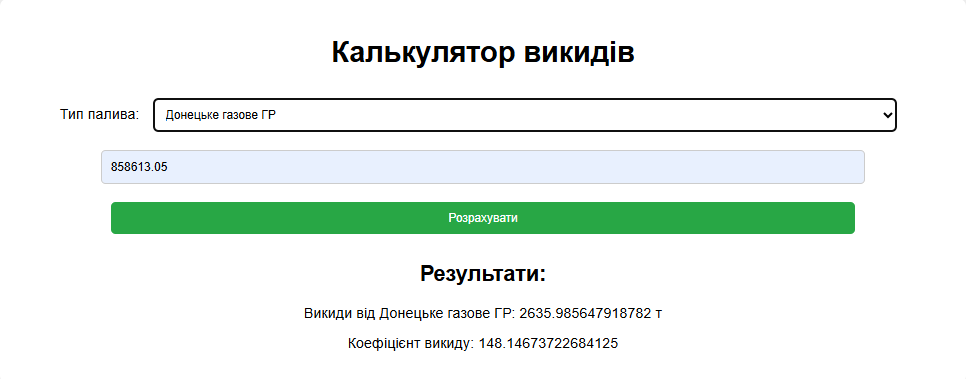 Калькулятор викидів
Тип палива: Донецьке газове ГР
858613.05
Розрахувати
Результати:
Викиди від Донецьке газове ГР: 2635.985647918782 т
Коефіцієнт викиду: 148.14673722684125